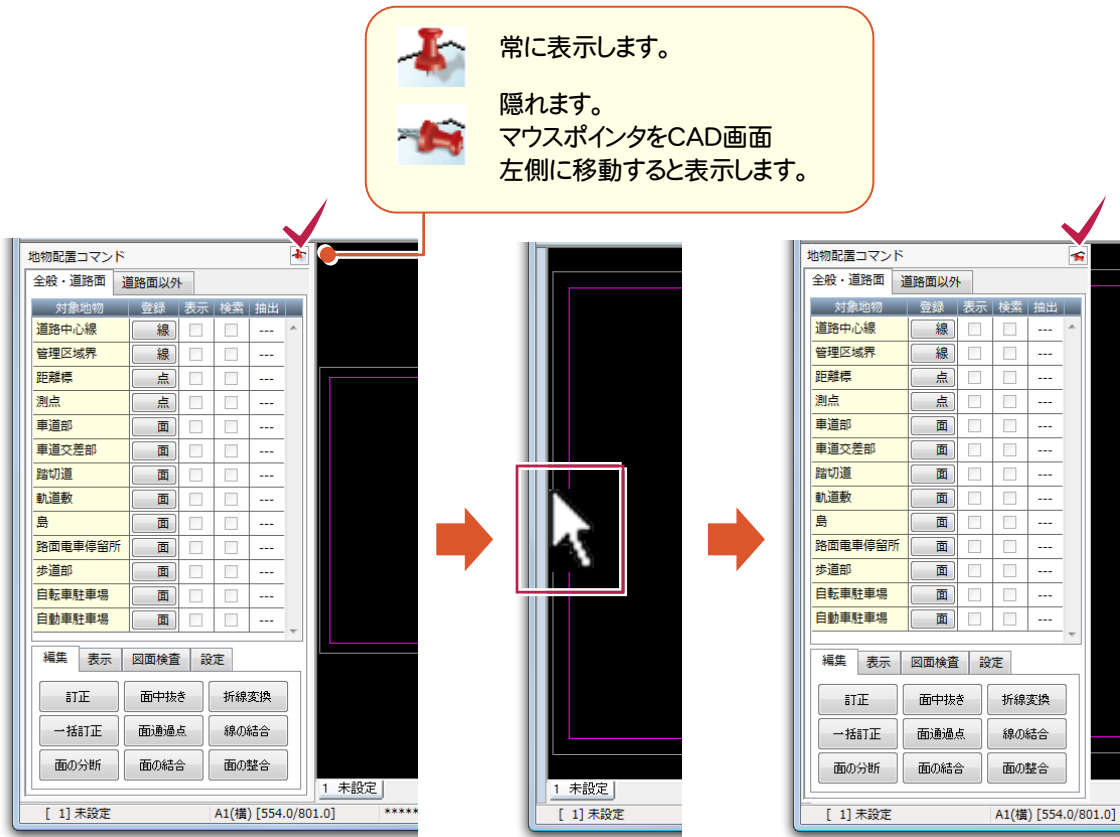 常に表示します。
隠れます。
マウスポインタをCAD画面
左側に移動すると表示します。
地物配置コマンド
全般・道路面 道路面以外
対象地物 登録 表示 検索 抽出
道路中心線 線 ---
管理区域界 線 ---
距離標 点 ---
測点 点 ---
車道部 面 ---
車道交差部 面 ---
踏切道 面 ---
軌道敷 面 ---
島 面 ---
路面電車停留所 面 ---
歩道部 面 ---
自転車駐車場 面 ---
自動車駐車場 面 ---
編集 表示 図面検査 設定
訂正 面中抜き 折線変換
一括訂正 面通過点 線の結合
面の分断 面の結合 面の整合
1 未設定
[ 1] 未設定 A1(横) [554.0/801.0] *****
1 未設定
[ 1] 未設定
地物配置コマンド
全般・道路面 道路面以外
対象地物 登録 表示 検索 抽出
道路中心線 線 ---
管理区域界 線 ---
距離標 点 ---
測点 点 ---
車道部 面 ---
車道交差部 面 ---
踏切道 面 ---
軌道敷 面 ---
島 面 ---
路面電車停留所 面 ---
歩道部 面 ---
自転車駐車場 面 ---
自動車駐車場 面 ---
編集 表示 図面検査 設定
訂正 面中抜き 折線変換
一括訂正 面通過点 線の結合
面の分断 面の結合 面の整合
[ 1] 未設定 A1(横) [554.0/801.0]